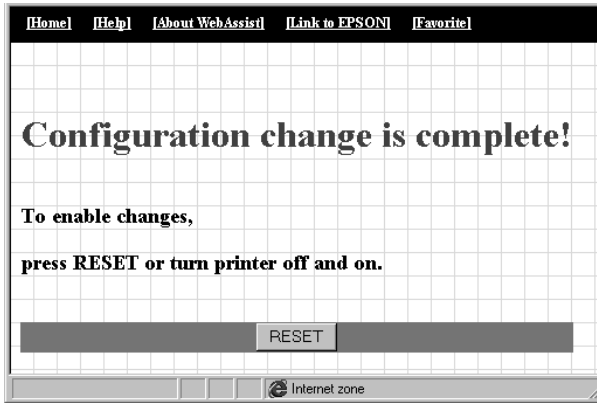 [Home] [Help] [About WebAssist] [Link to EPSON] [Favorite]
Configuration change is complete!
To enable changes,
press RESET or turn printer off and on.
RESET
Internet zone